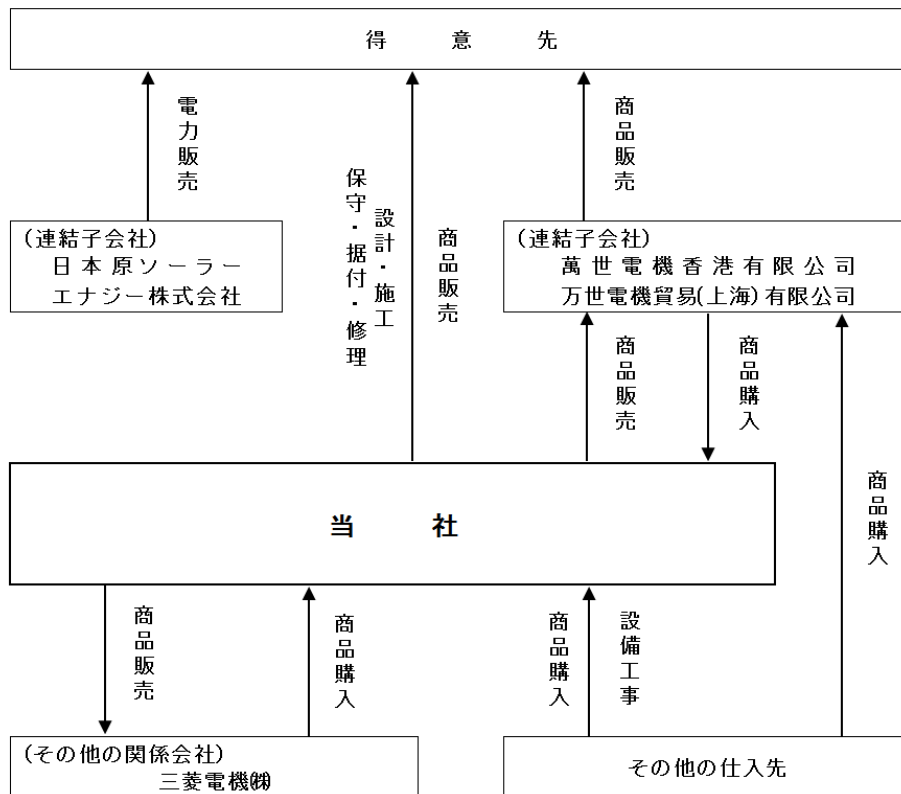 得意先
電力販売
保守・据付・修理
設計・施工
商品販売
商品販売
(連結子会社)
日本原ソーラー
エナジー株式会社
(連結子会社)
萬世電機香港有限公司
万世電機貿易(上海)有限公司
商品販売
商品購入
商品購入
当社
商品販売
商品購入
商品購入
設備工事
(その他の関係会社)
三菱電機㈱
その他の仕入先